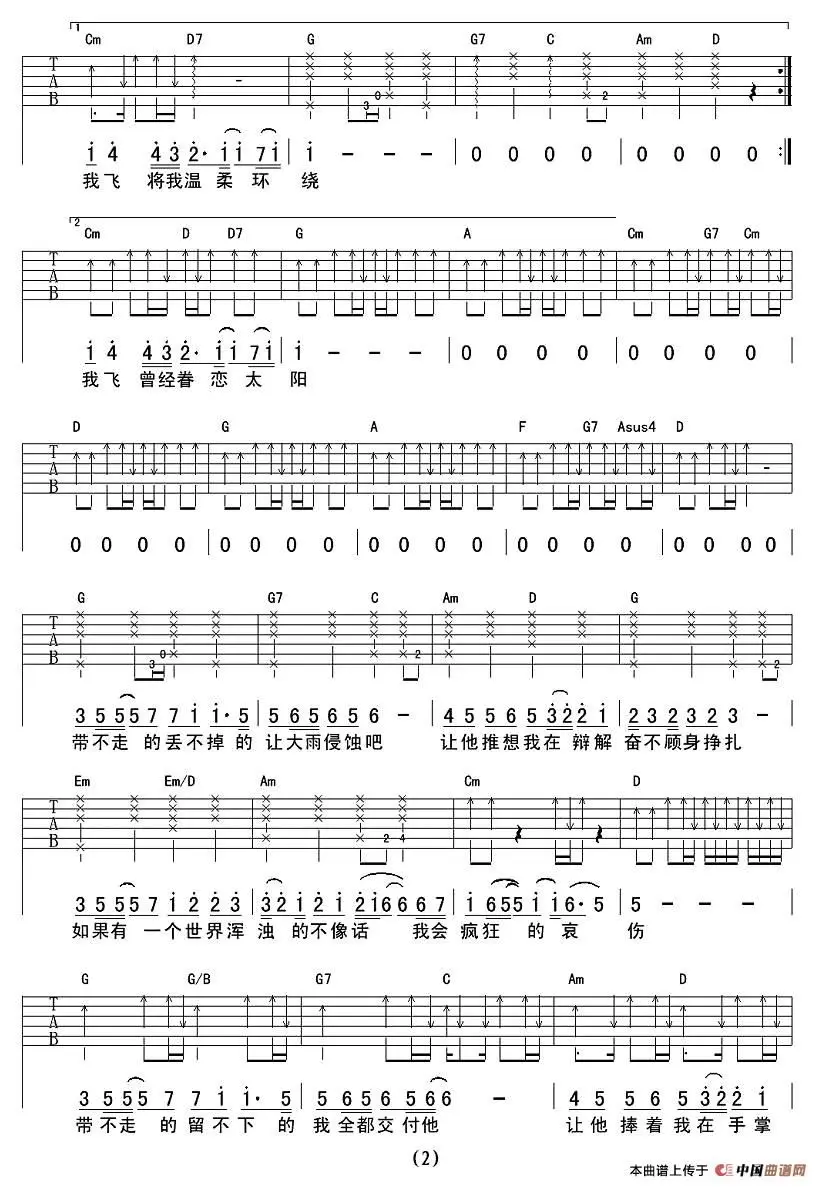 1
Cm D7 G G7 C Am D
T A B 3 0 2
1 4 4 3 2· 1 1 7 1 | 1 - - - | 0 0 0 0 | 0 0 0 0 :|
我飞 将我温 柔 环 绕
2
Cm D D7 G A Cm G7 Cm
T A B
1 4 4 3 2· 1 1 7 1 | 1 - - - | 0 0 0 0 | 0 0 0 0
我飞 曾经眷 恋 太 阳
D G A F G7 Asus4 D
T A B -
0 0 0 0 | 0 0 0 0 | 0 0 0 0 | 0 0 0 0 | 0 0 0 0
G G7 C Am D G
T A B 3 0 2 2
3 5 5 5 7 7 1 1· 5 | 5 6 5 6 5 6 - | 4 5 5 6 5 3 2 2 1 | 2 3 2 3 2 3 -
带不走 的丢不掉的 让大雨侵蚀吧 让他推想我在 辩解 奋不顾身挣扎
Em Em/D Am Cm D
T A B 2 4
3 5 5 5 7 1 2 2 3 | 3 2 1 2 1 2 1 6 6 6 7 | 1 6 5 5 1 1 6· 5 | 5 - - -
如果有 一个世界浑 浊 的不像话 我会 疯狂 的 哀 伤
G G/B G7 C Am D
T A B
3 5 5 5 7 7 1 1· 5 | 5 6 5 6 5 6 6 - | 4 5 5 6 5 3 2 2 1
带不走 的 留不 下 的 我 全都交付他 让他 捧着 我在 手 掌
(2)
本曲谱上传于 中国曲谱网